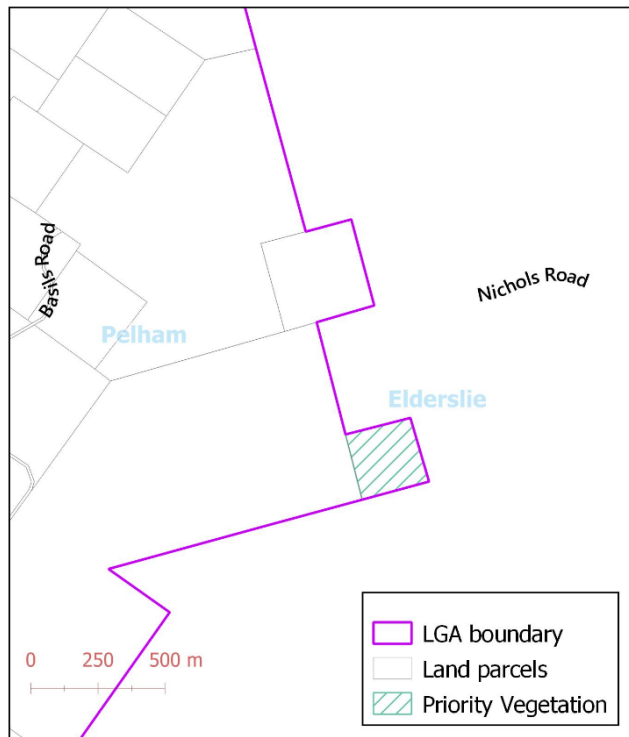 Basils Road
Nichols Road
Pelham
Elderslie
0 250 500 m
LGA boundary
Land parcels
Priority Vegetation